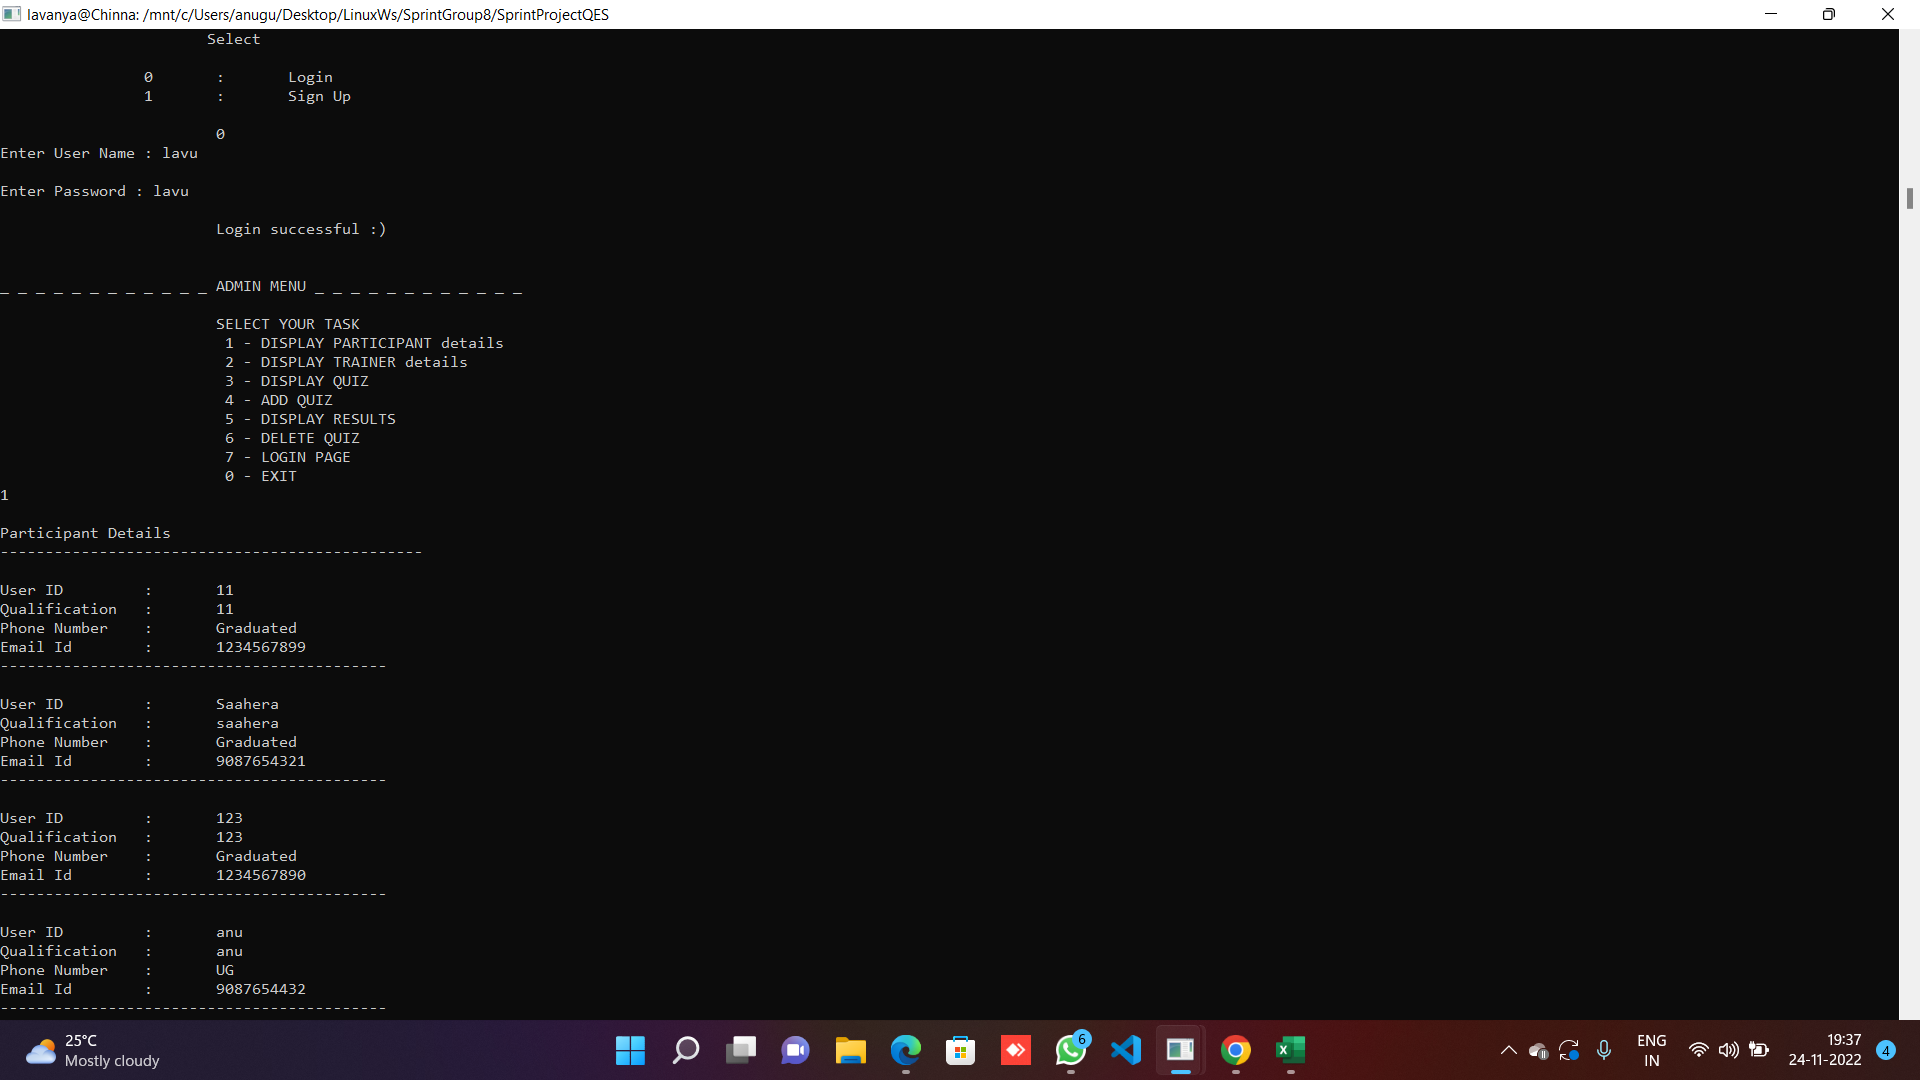 lavanya@Chinna: /mnt/c/Users/anugu/Desktop/LinuxWs/SprintGroup8/SprintProjectQES
Select
0 : Login
1 : Sign Up
0
Enter User Name : lavu
Enter Password : lavu
Login successful :)
_ _ _ _ _ _ _ _ _ _ _ _ ADMIN MENU _ _ _ _ _ _ _ _ _ _ _ _
SELECT YOUR TASK
1 - DISPLAY PARTICIPANT details
2 - DISPLAY TRAINER details
3 - DISPLAY QUIZ
4 - ADD QUIZ
5 - DISPLAY RESULTS
6 - DELETE QUIZ
7 - LOGIN PAGE
0 - EXIT
1
Participant Details
-----------------------------------------------
User ID : 11
Qualification : 11
Phone Number : Graduated
Email Id : 1234567899
-------------------------------------------
User ID : Saahera
Qualification : saahera
Phone Number : Graduated
Email Id : 9087654321
-------------------------------------------
User ID : 123
Qualification : 123
Phone Number : Graduated
Email Id : 1234567890
-------------------------------------------
User ID : anu
Qualification : anu
Phone Number : UG
Email Id : 9087654432
-------------------------------------------
25°C
Mostly cloudy
6
ENG
IN
19:37
24-11-2022
4